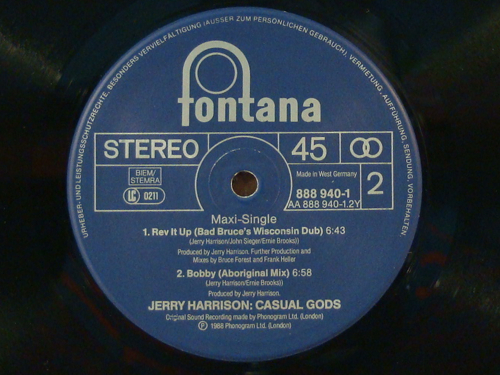 URHEBER- UND LEISTUNGSSCHUTZRECHTE, BESONDERS VERVIELFÄLTIGUNG (AUSSER ZUM PERSÖNLICHEN GEBRAUCH), VERMIETUNG, AUFFÜHRUNG, SENDUNG, VORBEHALTEN.
fontana
STEREO
45
BIEM/
STEMRA
LC 0211
Made in West Germany
888 940-1
AA 888 940-1.2Y
2
Maxi-Single
1. Rev It Up (Bad Bruce's Wisconsin Dub) 6:43
(Jerry Harrison/John Sieger/Ernie Brooks))
Produced by Jerry Harrison. Further Production and
Mixes by Bruce Forest and Frank Heller
2. Bobby (Aboriginal Mix) 6:58
(Jerry Harrison/Ernie Brooks))
Produced by Jerry Harrison.
JERRY HARRISON: CASUAL GODS
Original Sound Recording made by Phonogram Ltd. (London)
℗ 1988 Phonogram Ltd. (London)